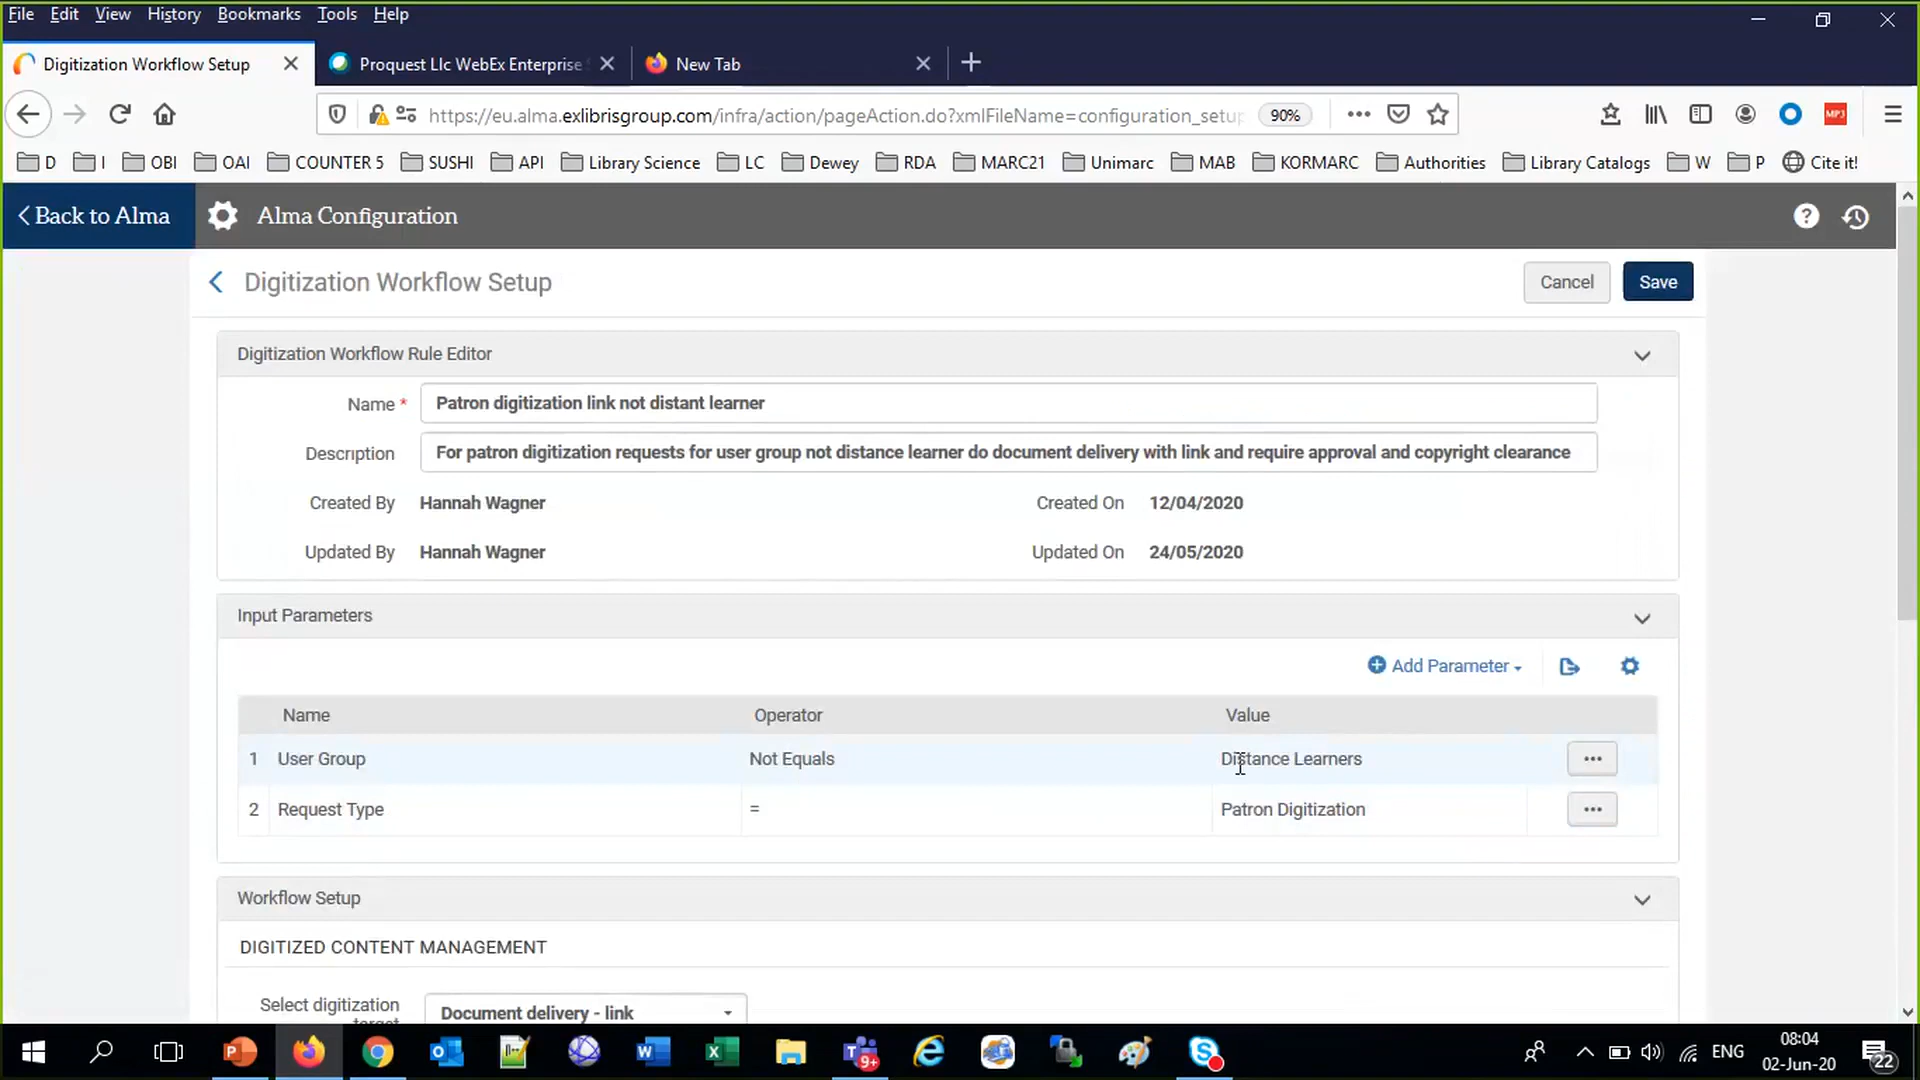 File Edit View History Bookmarks Tools Help
Digitization Workflow Setup Proquest Llc WebEx Enterprise New Tab
https://eu.alma.exlibrisgroup.com/infra/action/pageAction.do?xmlFileName=configuration_setup 90% MP3
D I OBI OAI COUNTER 5 SUSHI API Library Science LC Dewey RDA MARC21 Unimarc MAB KORMARC Authorities Library Catalogs W P Cite it!
Back to Alma Alma Configuration
Digitization Workflow Setup Cancel Save
Digitization Workflow Rule Editor
Name * Patron digitization link not distant learner
Description For patron digitization requests for user group not distance learner do document delivery with link and require approval and copyright clearance
Created By Hannah Wagner Created On 12/04/2020
Updated By Hannah Wagner Updated On 24/05/2020
Input Parameters
Add Parameter
Name Operator Value
1 User Group Not Equals Distance Learners
2 Request Type = Patron Digitization
Workflow Setup
DIGITIZED CONTENT MANAGEMENT
Select digitization target Document delivery - link
9+ ENG 08:04
02-Jun-20 22